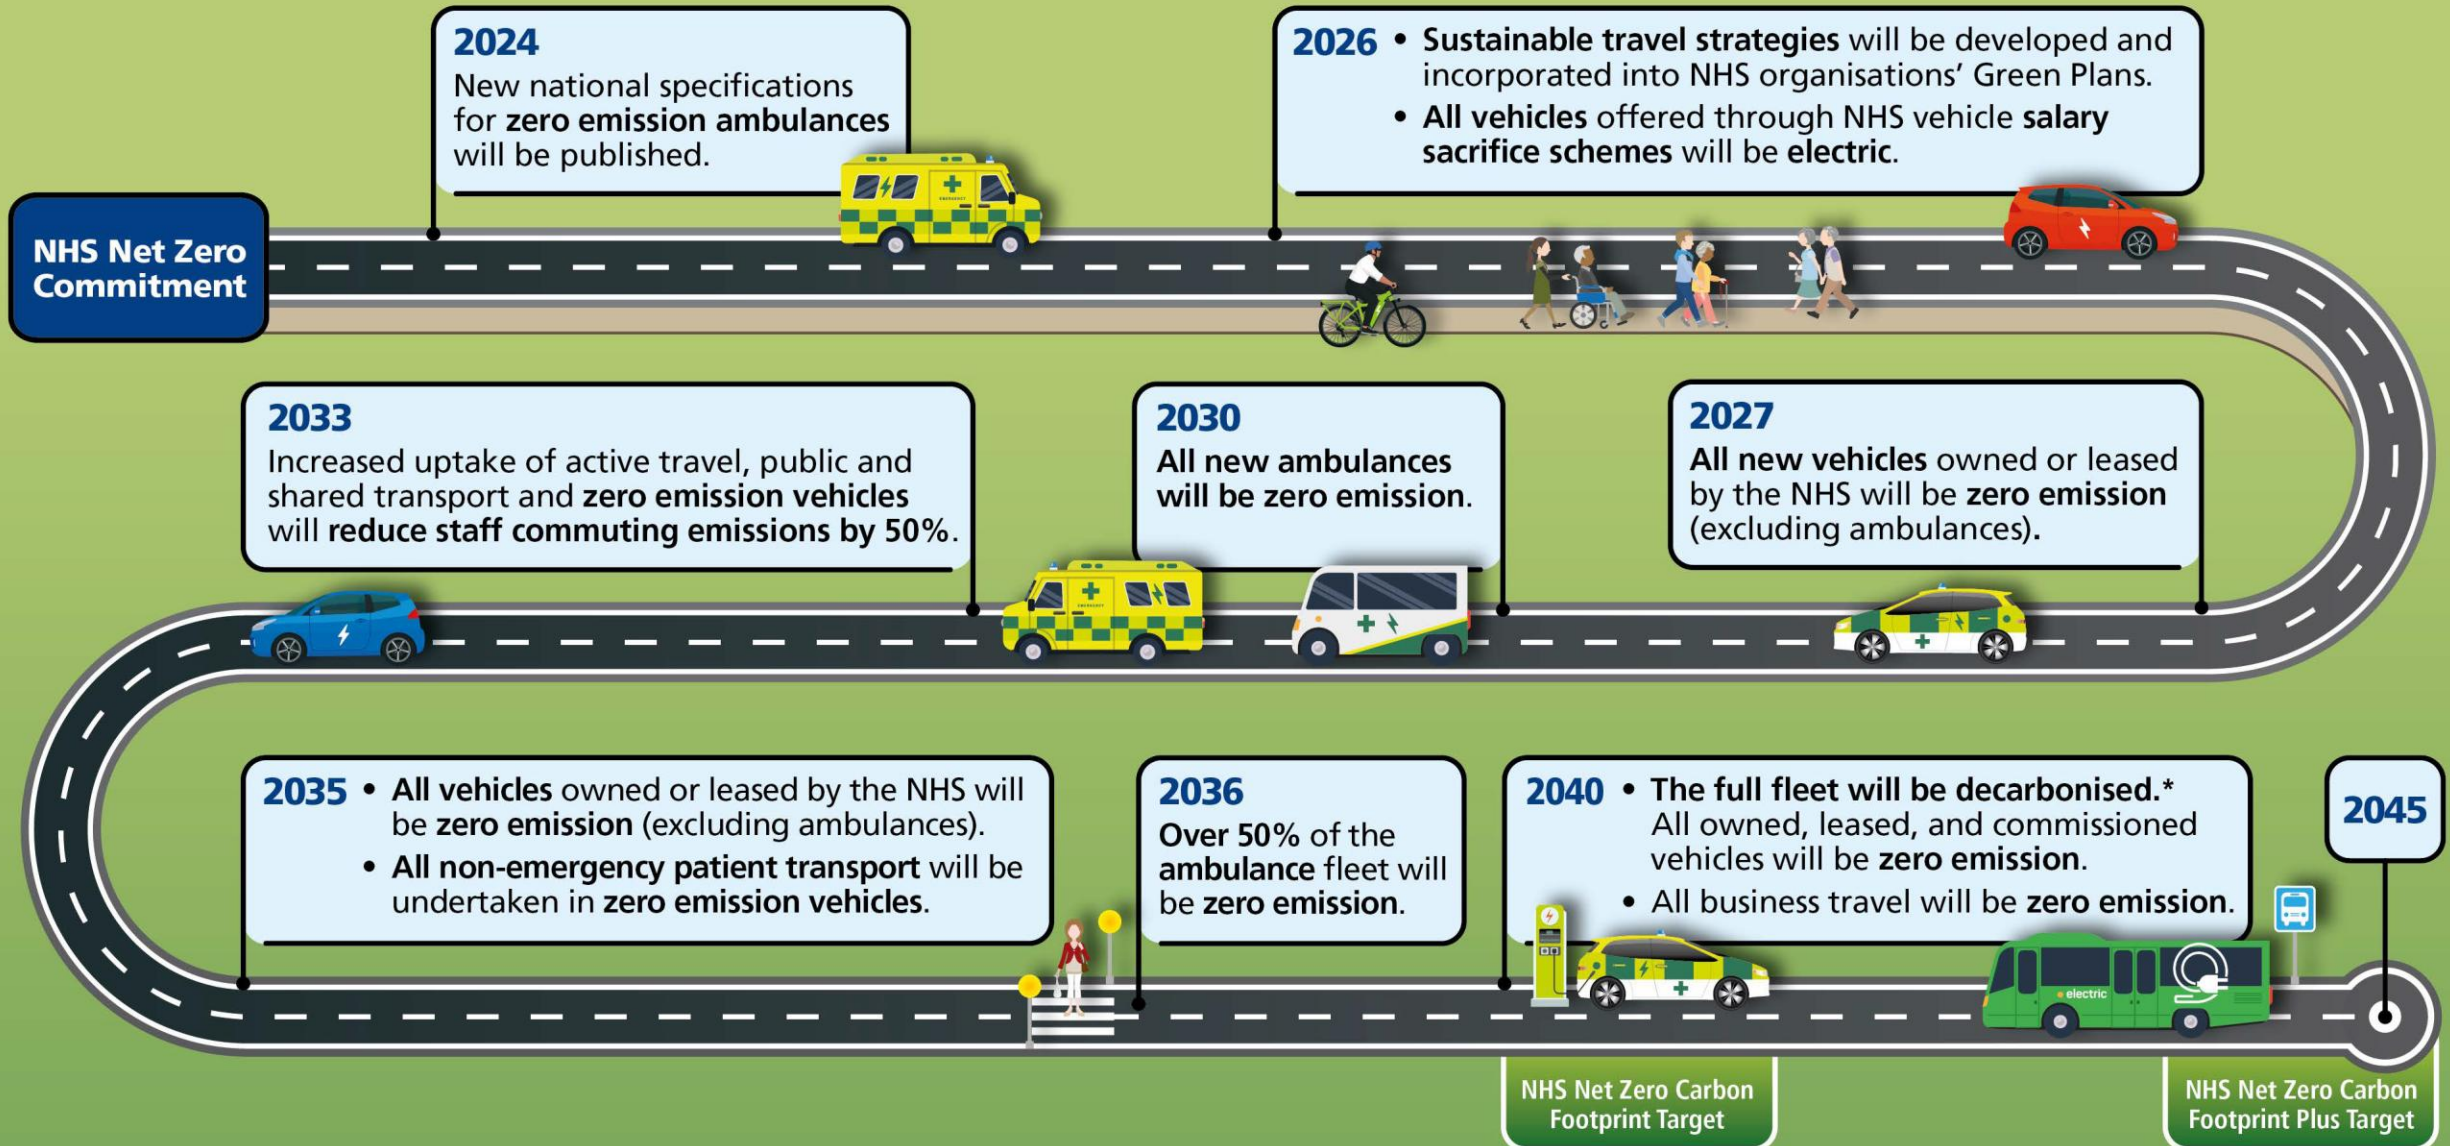 NHS Net Zero
Commitment
2024
New national specifications
for zero emission ambulances
will be published.
2026 • Sustainable travel strategies will be developed and
incorporated into NHS organisations’ Green Plans.
• All vehicles offered through NHS vehicle salary
sacrifice schemes will be electric.
2027
All new vehicles owned or leased
by the NHS will be zero emission
(excluding ambulances).
2030
All new ambulances
will be zero emission.
2033
Increased uptake of active travel, public and
shared transport and zero emission vehicles
will reduce staff commuting emissions by 50%.
2035 • All vehicles owned or leased by the NHS will
be zero emission (excluding ambulances).
• All non-emergency patient transport will be
undertaken in zero emission vehicles.
2036
Over 50% of the
ambulance fleet will
be zero emission.
2040 • The full fleet will be decarbonised.*
All owned, leased, and commissioned
vehicles will be zero emission.
• All business travel will be zero emission.
2045
EMERGENCY
EMERGENCY
electric
NHS Net Zero Carbon
Footprint Target
NHS Net Zero Carbon
Footprint Plus Target